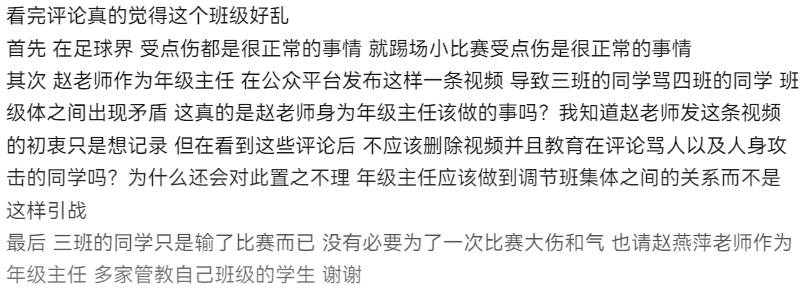 看完评论真的觉得这个班级好乱
首先 在足球界 受点伤都是很正常的事情 就踢场小比赛受点伤是很正常的事情
其次 赵老师作为年级主任 在公众平台发布这样一条视频 导致三班的同学骂四班的同学 班
级体之间出现矛盾 这真的是赵老师身为年级主任该做的事吗？我知道赵老师发这条视频
的初衷只是想记录 但在看到这些评论后 不应该删除视频并且教育在评论骂人以及人身攻
击的同学吗？为什么还会对此置之不理 年级主任应该做到调节班集体之间的关系而不是
这样引战
最后 三班的同学只是输了比赛而已 没有必要为了一次比赛大伤和气 也请赵燕萍老师作为
年级主任 多家管教自己班级的学生 谢谢